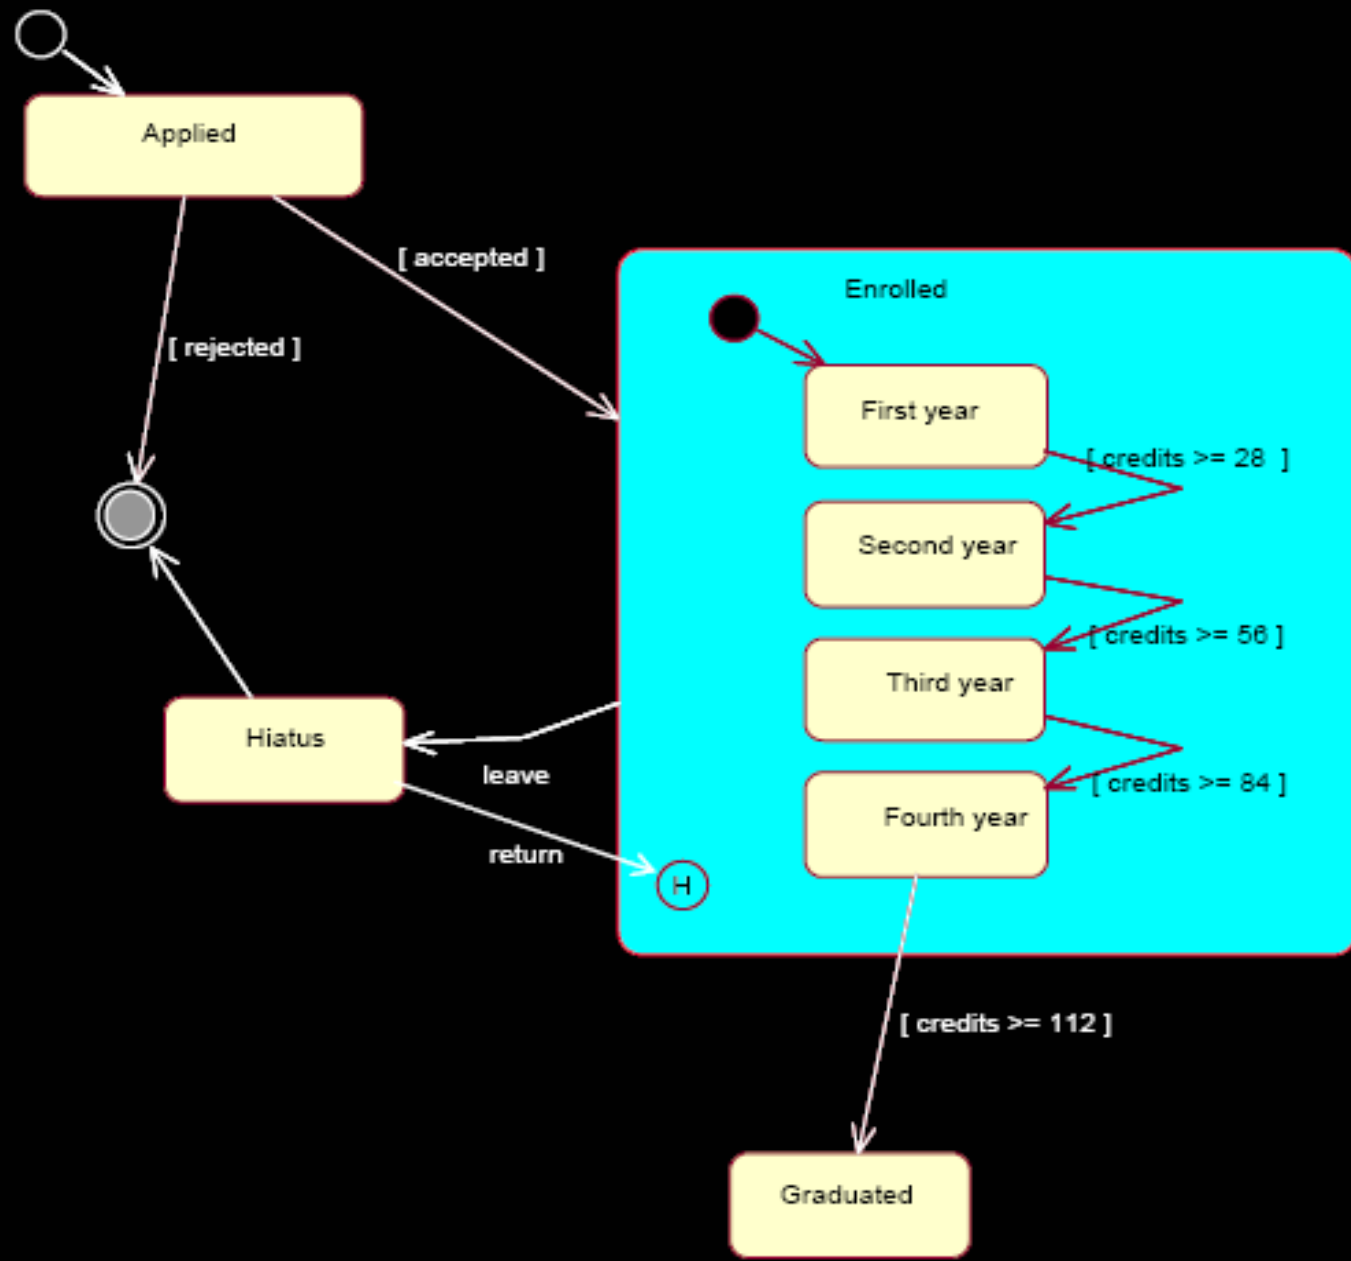 Applied
[ accepted ]
Enrolled
[ rejected ]
First year
[ credits >= 28 ]
Second year
[ credits >= 56 ]
Third year
Hiatus
leave
[ credits >= 84 ]
Fourth year
return
H
[ credits >= 112 ]
Graduated